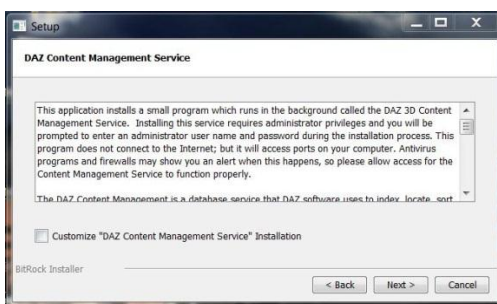 Setup
DAZ Content Management Service
This application installs a small program which runs in the background called the DAZ 3D Content
Management Service. Installing this service requires administrator privileges and you will be
prompted to enter an administrator user name and password during the installation process. This
program does not connect to the Internet; but it will access ports on your computer. Antivirus
programs and firewalls may show you an alert when this happens, so please allow access for the
Content Management Service to function properly.
The DAZ Content Management is a database service that DAZ software uses to index, locate, sort
Customize "DAZ Content Management Service" Installation
BitRock Installer
< Back Next > Cancel